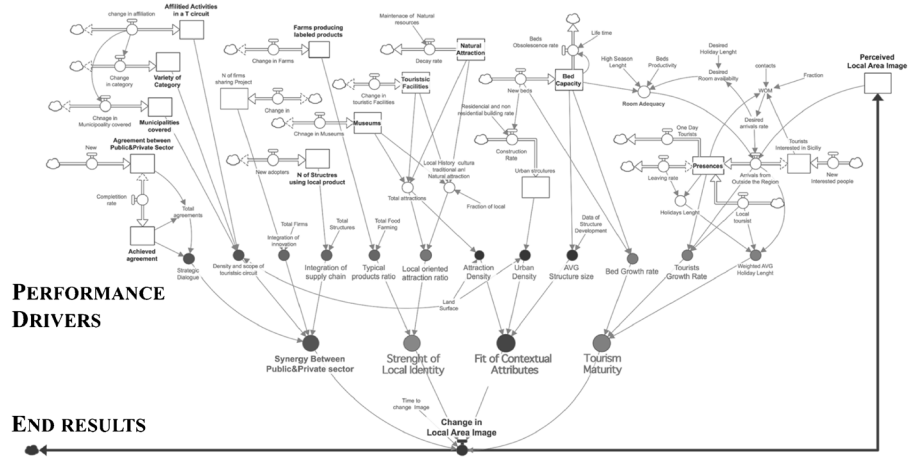 change in affiliation
Affilitied Activities
in a T circuit
Change in
category
Variety of
Category
Chnage in
Municipeality covered
Municipalities
covered
Agreement between
Public&Private Sector
New
Completition
rate
Total
agreements
Achieved
agreement
Strategic
Dialogue
Farms producing
labeled products
Change in Farms
N of firms
sharing Project
Change in
Chnage in Museums
Museums
New adopters
N of Structres
using local product
Maintenasе of Natural
resources
Decay rate
Natural
Attraction
Change in
touristic Facilities
Touristic
Facilities
Local History culture
traditional ani
Natural attraction
Total attractions
Fraction of local
Beds
Obsolescence rate
Life time
Bed
Capacity
New beds
Residencial and non
residential building rate
Construction
Rate
Urban structures
High Season
Lenght
Beds
Productivity
Room Adequacy
Desired
Holiday Lenght
Desired
Room availability
contacts
WOM
Fraction
Desired
arrivals rate
Perceived
Local Area Image
One Day
Tourists
Tourists
Interested in Sicily
Presences
Leaving rate
Arrivals from
Outside the Region
New
Interested people
Holidays Lenght
Local
tourist
Total Firms
Integration of
innovation
Total
Structures
Total Food
Farming
Data of
Structure
Development
Density and scope of
touristelc circuit
Integration of
supply chain
Typical
products ratio
Local oriented
attraction ratio
Attraction
Density
Urban
Density
AVG
Structure size
Bed Growth rate
Tourists
Growth Rate
Weighted AVG
Holiday Lenght
Land
Surface
PERFORMANCE
DRIVERS
Synergy Between
Public&Private sector
Strenght of
Local Identity
Fit of Contextual
Attributes
Tourism
Maturity
Time to
change Image
Change in
Local Area Image
END RESULTS